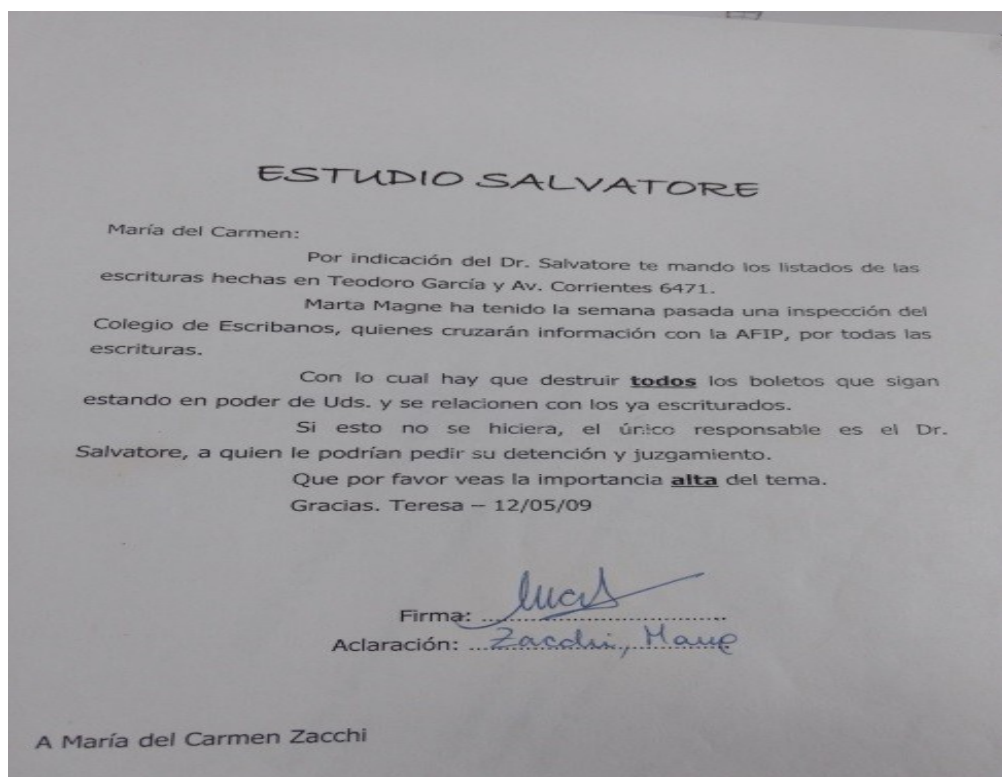 ESTUDIO SALVATORE
María del Carmen:
Por indicación del Dr. Salvatore te mando los listados de las
escrituras hechas en Teodoro García y Av. Corrientes 6471.
Marta Magne ha tenido la semana pasada una inspección del
Colegio de Escribanos, quienes cruzarán información con la AFIP, por todas las
escrituras.
Con lo cual hay que destruir todos los boletos que sigan
estando en poder de Uds. y se relacionen con los ya escriturados.
Si esto no se hiciera, el único responsable es el Dr.
Salvatore, a quien le podrían pedir su detención y juzgamiento.
Que por favor veas la importancia alta del tema.
Gracias. Teresa – 12/05/09
Firma:
Aclaración:
A María del Carmen Zacchi